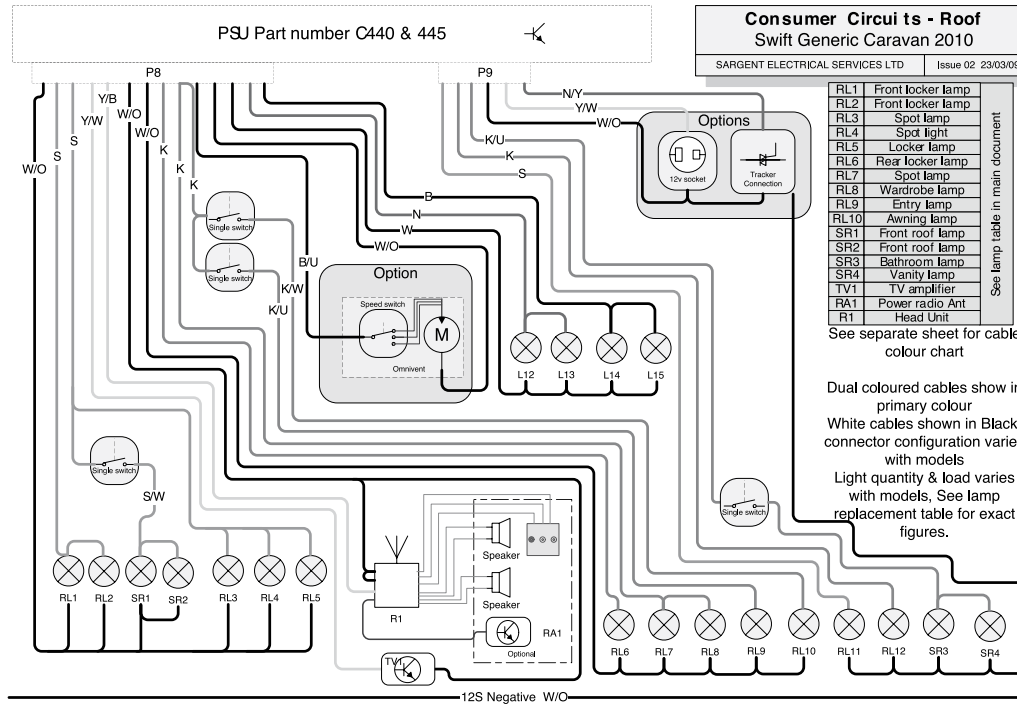 PSU Part number C440 & 445
Consumer Circui ts - Roof
Swift Generic Caravan 2010
SARGENT ELECTRICAL SERVICES LTD
Issue 02 23/03/09
P8
P9
RL1 Front locker lamp
RL2 Front locker lamp
RL3 Spot lamp
RL4 Spot light
RL5 Locker lamp
RL6 Rear locker lamp
RL7 Spot lamp
RL8 Wardrobe lamp
RL9 Entry lamp
RL10 Awning lamp
SR1 Front roof lamp
SR2 Front roof lamp
SR3 Bathroom lamp
SR4 Vanity lamp
TV1 TV amplifier
RA1 Power radio Ant
R1 Head Unit
See lamp table in main document
See separate sheet for cable
colour chart
Dual coloured cables show in
primary colour
White cables shown in Black
connector configuration varie
with models
Light quantity & load varies
with models, See lamp
replacement table for exact
figures.
W/O
S
S
Y/W
Y/B
W/O
W/O
K
K
K
N/Y
Y/W
W/O
K/U
K
S
B
N
W
W/O
B/U
K/W
K/U
S/W
Options
12v socket
Tracker
Connection
Single switch
Single switch
Option
Speed switch
M
Omnivent
L12
L13
L14
L15
Single switch
Single switch
RL1
RL2
SR1
SR2
RL3
RL4
RL5
R1
Speaker
Speaker
RA1
Optional
TV1
RL6
RL7
RL8
RL9
RL10
RL11
RL12
SR3
SR4
12S Negative W/O